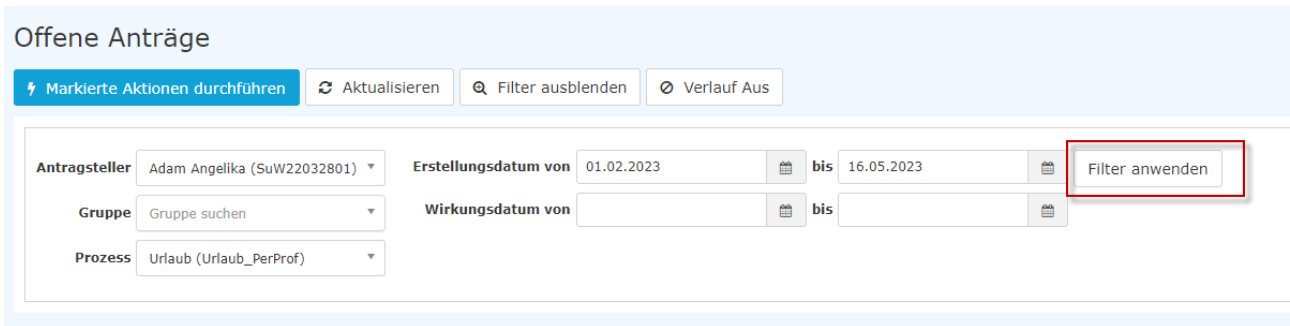 Offene Anträge
Markierte Aktionen durchführen Aktualisieren Filter ausblenden Verlauf Aus
Antragsteller Adam Angelika (SuW22032801) Erstellungsdatum von 01.02.2023 bis 16.05.2023 Filter anwenden
Gruppe Gruppe suchen Wirkungsdatum von bis
Prozess Urlaub (Urlaub_PerProf)